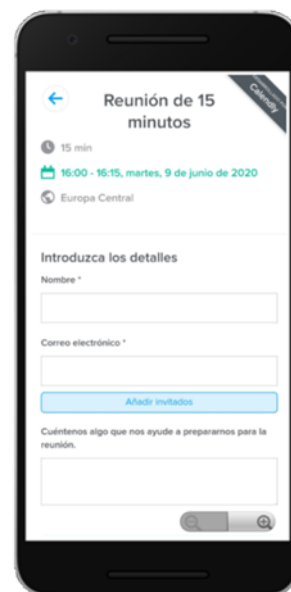 Reunión de 15
minutos
Calendly
15 min
16:00 - 16:15, martes, 9 de junio de 2020
Europa Central
Introduzca los detalles
Nombre *
Correo electrónico *
Añadir invitados
Cuéntenos algo que nos ayude a prepararnos para la
reunión.